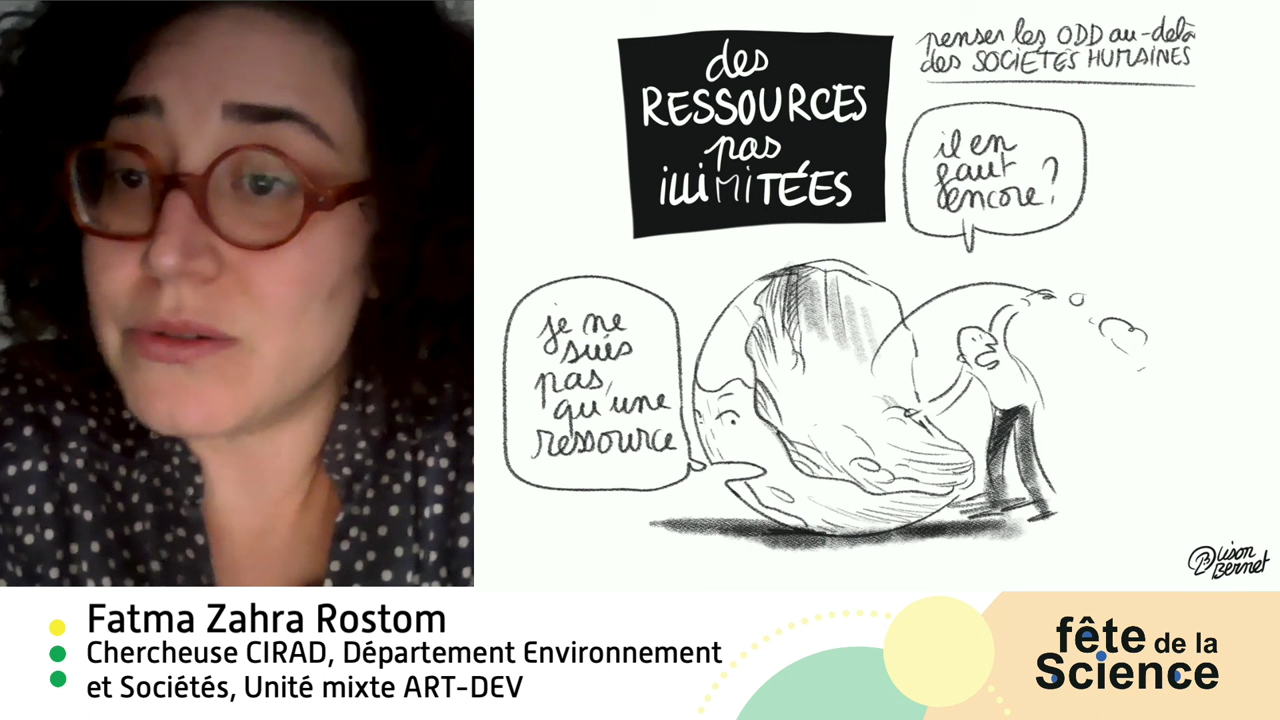 des
RESSOURCES
pas
illiMiTÉES
penser les ODD au-delà
des SOCIETÉS HUMAINES
il en
faut
encore ?
je ne
suis
pas
qu'une
ressource
Alison
Bernet
Fatma Zahra Rostom
Chercheuse CIRAD, Département Environnement
et Sociétés, Unité mixte ART-DEV
fête de la
Science